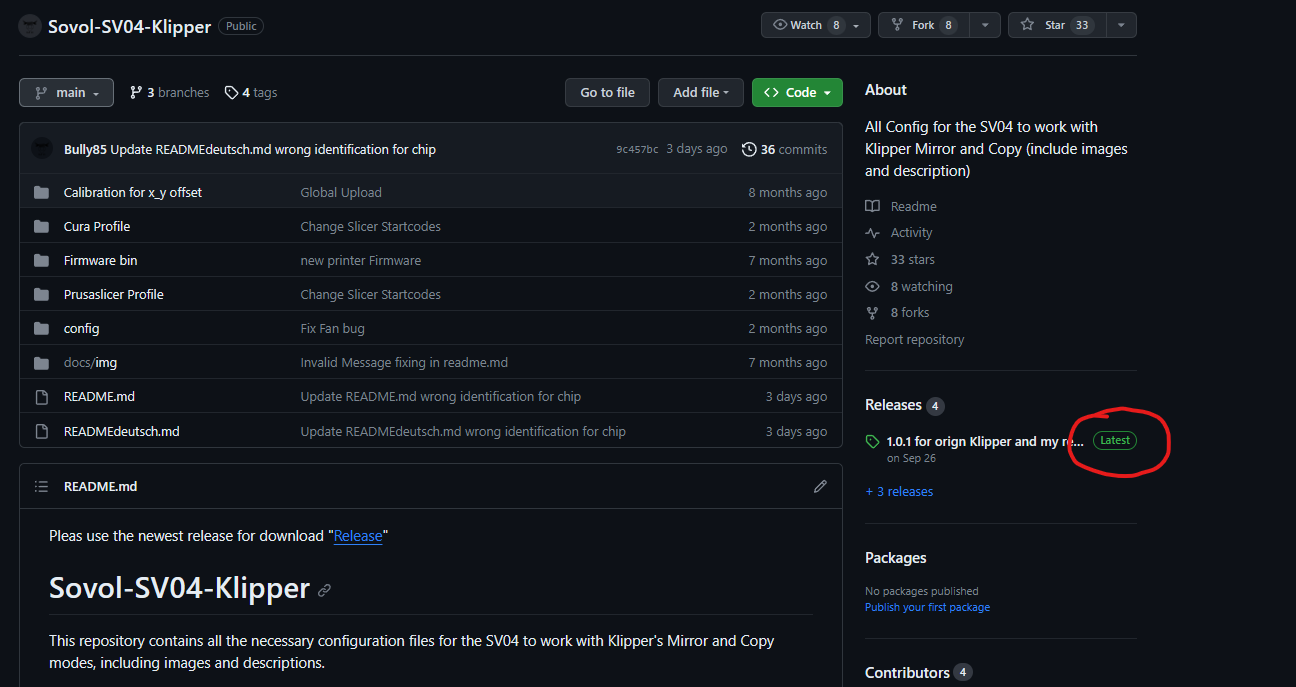 Sovol-SV04-Klipper Public
Watch 8 Fork 8 Star 33
main 3 branches 4 tags Go to file Add file <> Code
Bully85 Update READMEdeutsch.md wrong identification for chip 9c457bc 3 days ago 36 commits
Calibration for x_y offset Global Upload 8 months ago
Cura Profile Change Slicer Startcodes 2 months ago
Firmware bin new printer Firmware 7 months ago
Prusaslicer Profile Change Slicer Startcodes 2 months ago
config Fix Fan bug 2 months ago
docs/img Invalid Message fixing in readme.md 7 months ago
README.md Update README.md wrong identification for chip 3 days ago
READMEdeutsch.md Update READMEdeutsch.md wrong identification for chip 3 days ago
README.md
Pleas use the newest release for download "Release"
Sovol-SV04-Klipper
This repository contains all the necessary configuration files for the SV04 to work with Klipper's Mirror and Copy
modes, including images and descriptions.
About
All Config for the SV04 to work with
Klipper Mirror and Copy (include images
and description)
Readme
Activity
33 stars
8 watching
8 forks
Report repository
Releases 4
1.0.1 for orign Klipper and my re... Latest
on Sep 26
+ 3 releases
Packages
No packages published
Publish your first package
Contributors 4